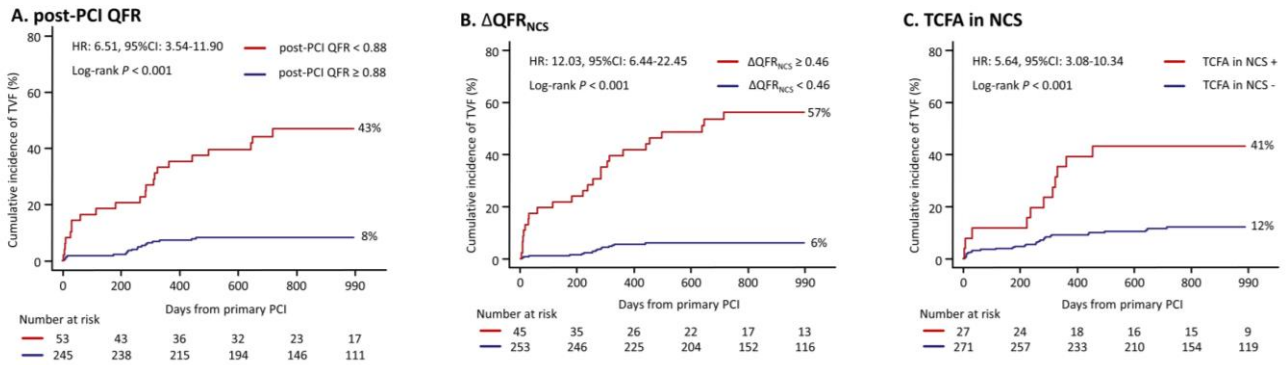 A. post-PCI QFR
HR: 6.51, 95%CI: 3.54-11.90
Log-rank P < 0.001
post-PCI QFR < 0.88
post-PCI QFR ≥ 0.88
Cumulative incidence of TVF (%)
80
60
40
20
0
43%
8%
0 200 400 600 800 990
Days from primary PCI
Number at risk
53 43 36 32 23 17
245 238 215 194 146 111
B. ΔQFRNCS
HR: 12.03, 95%CI: 6.44-22.45
Log-rank P < 0.001
ΔQFRNCS ≥ 0.46
ΔQFRNCS < 0.46
Cumulative incidence of TVF (%)
80
60
40
20
0
57%
6%
0 200 400 600 800 990
Days from primary PCI
Number at risk
45 35 26 22 17 13
253 246 225 204 152 116
C. TCFA in NCS
HR: 5.64, 95%CI: 3.08-10.34
Log-rank P < 0.001
TCFA in NCS +
TCFA in NCS -
Cumulative incidence of TVF (%)
80
60
40
20
0
41%
12%
0 200 400 600 800 990
Days from primary PCI
Number at risk
27 24 18 16 15 9
271 257 233 210 154 119